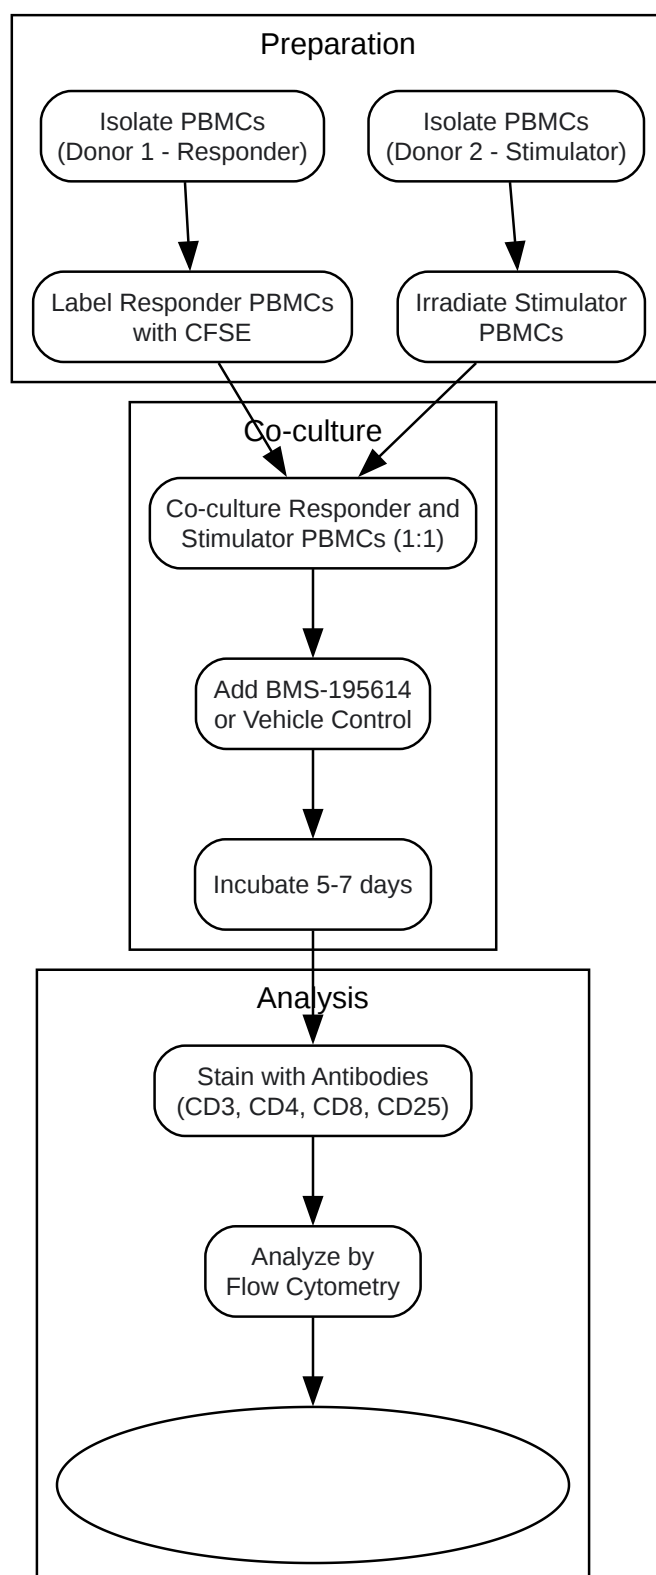 Preparation
Isolate PBMCs
(Donor 1 - Responder)
Isolate PBMCs
(Donor 2 - Stimulator)
Label Responder PBMCs
with CFSE
Irradiate Stimulator
PBMCs
Co-culture
Co-culture Responder and
Stimulator PBMCs (1:1)
Add BMS-195614
or Vehicle Control
Incubate 5-7 days
Analysis
Stain with Antibodies
(CD3, CD4, CD8, CD25)
Analyze by
Flow Cytometry